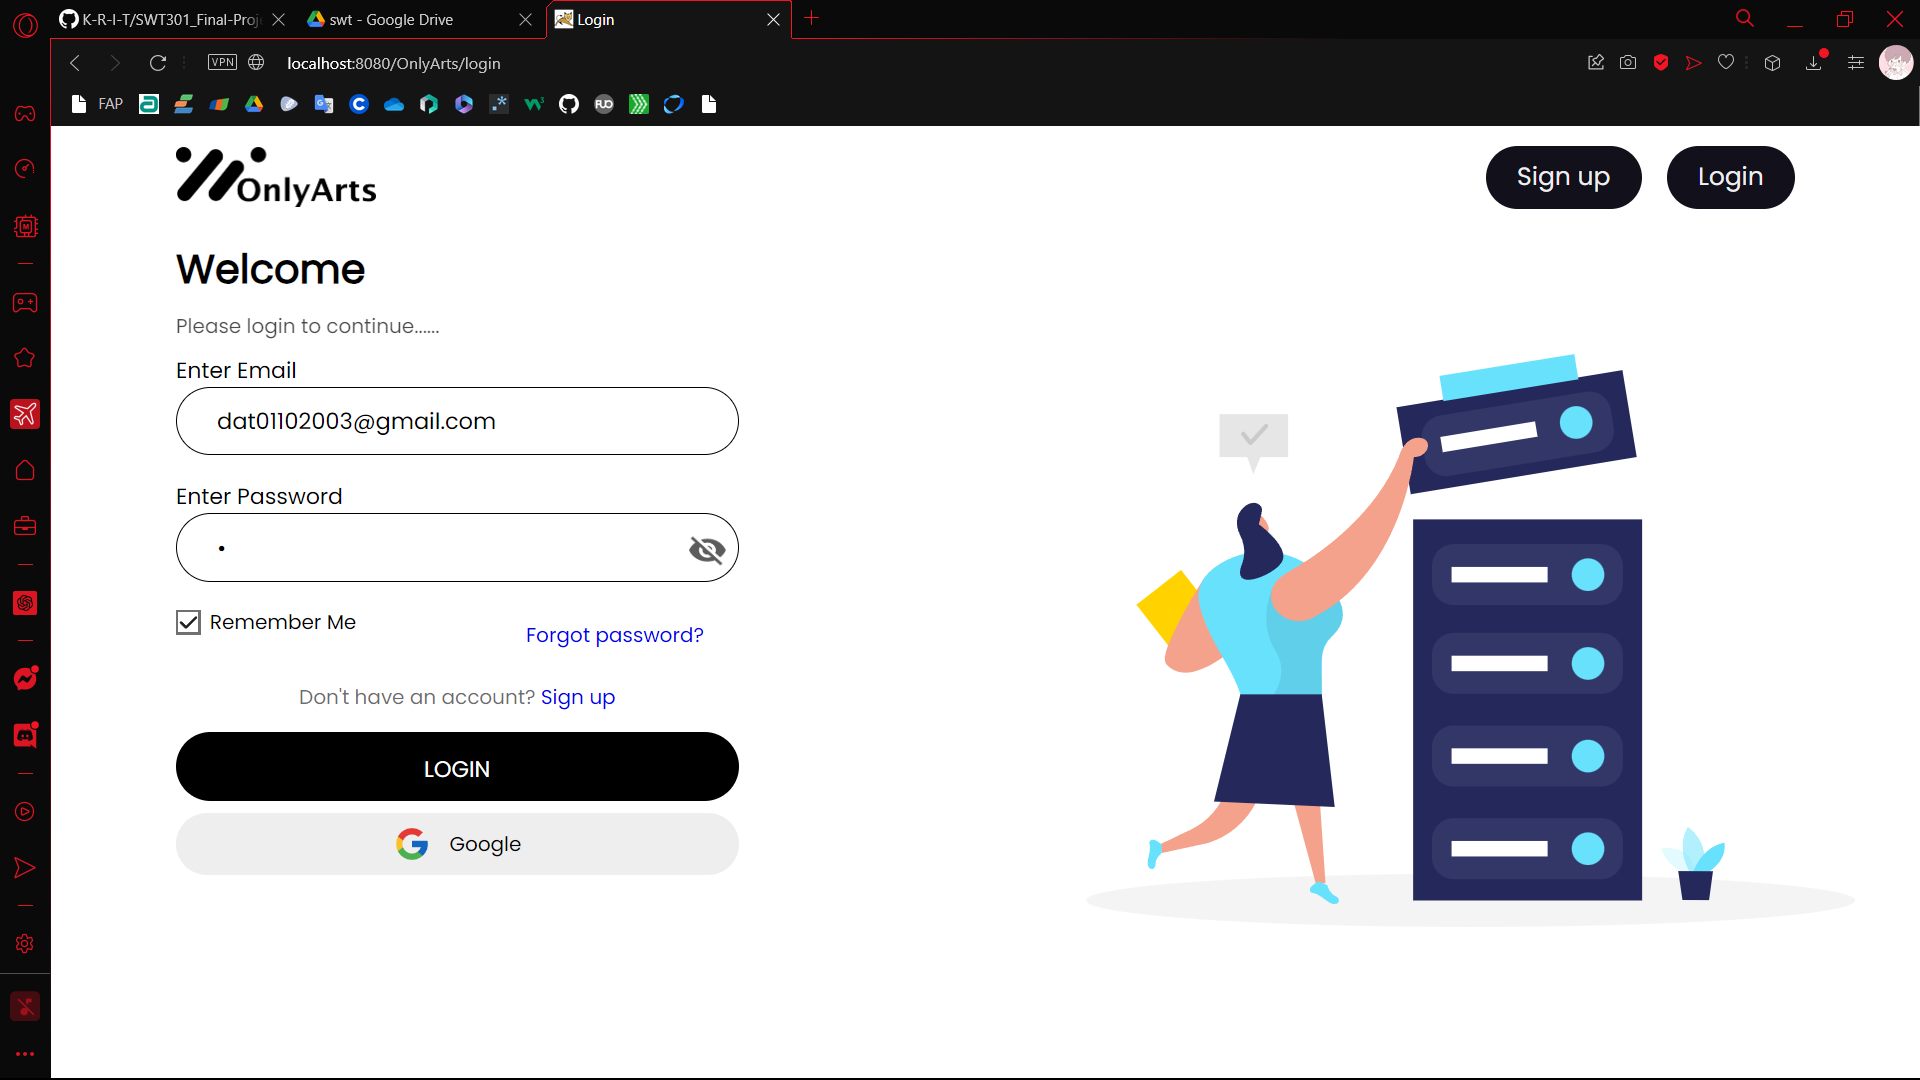 K-R-I-T/SWT301_Final-Proj
swt - Google Drive
Login
VPN
localhost:8080/OnlyArts/login
FAP
OnlyArts
Sign up
Login
Welcome
Please login to continue......
Enter Email
dat01102003@gmail.com
Enter Password
Remember Me
Forgot password?
Don't have an account? Sign up
LOGIN
Google